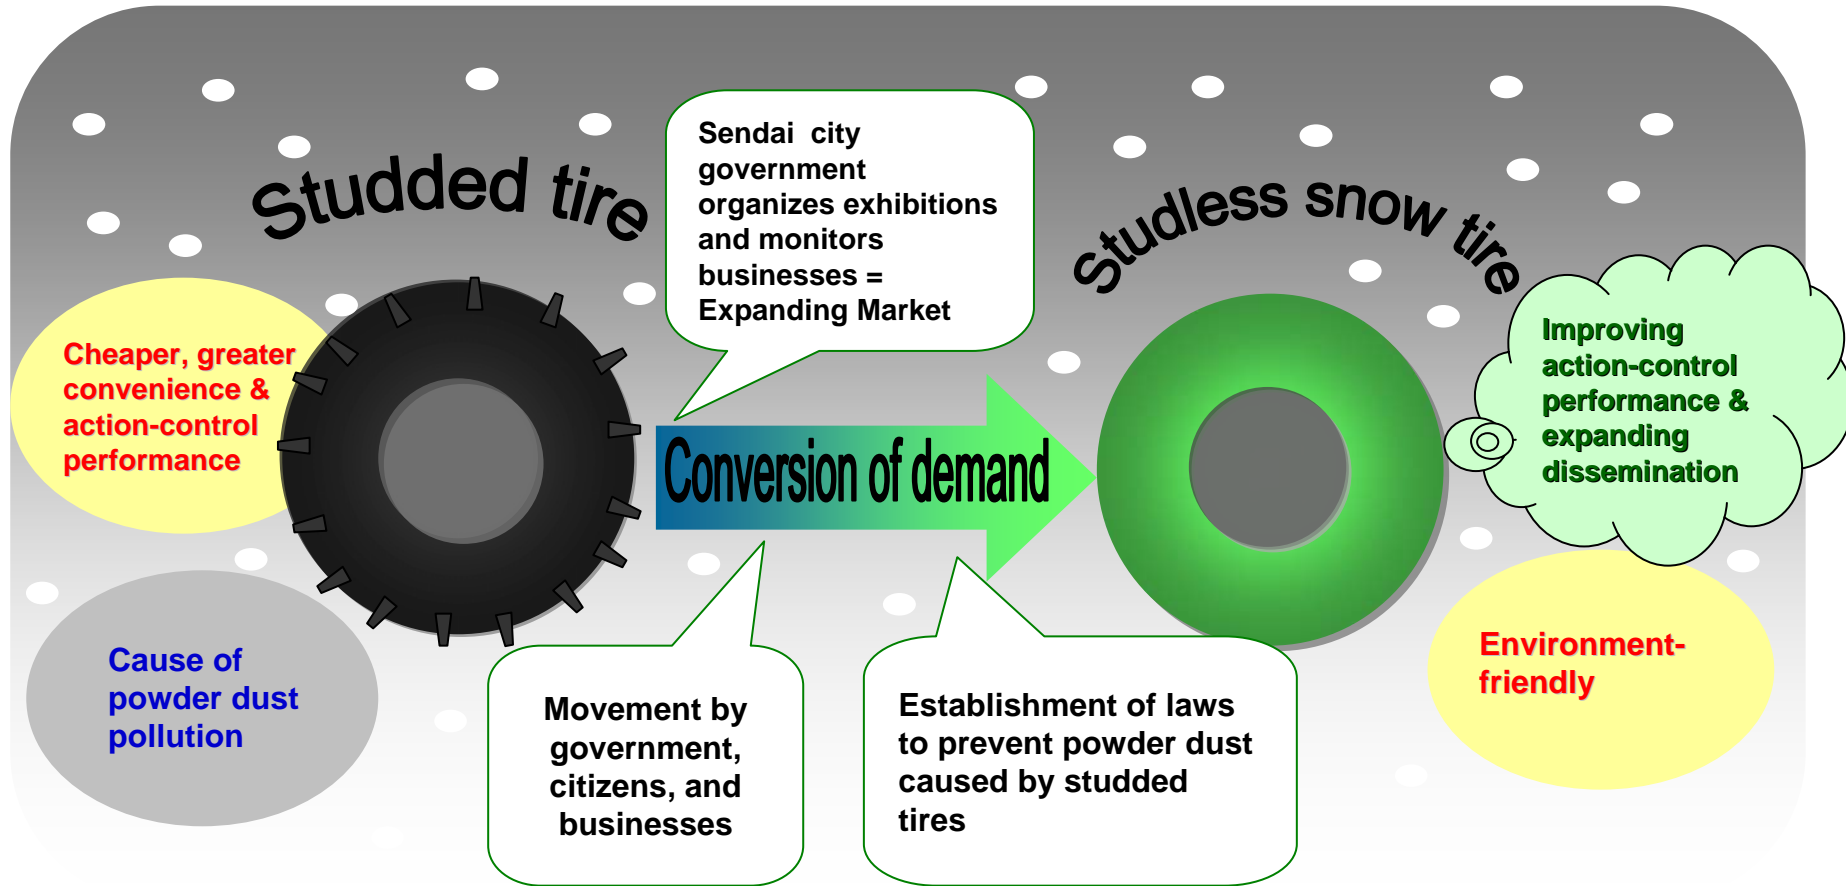 Studded tire
Sendai city
government
organizes exhibitions
and monitors
businesses =
Expanding Market
Studless snow tire
Cheaper, greater
convenience &
action-control
performance
Conversion of demand
Improving
action-control
performance &
expanding
dissemination
Cause of
powder dust
pollution
Movement by
government,
citizens, and
businesses
Establishment of laws
to prevent powder dust
caused by studded
tires
Environment-
friendly